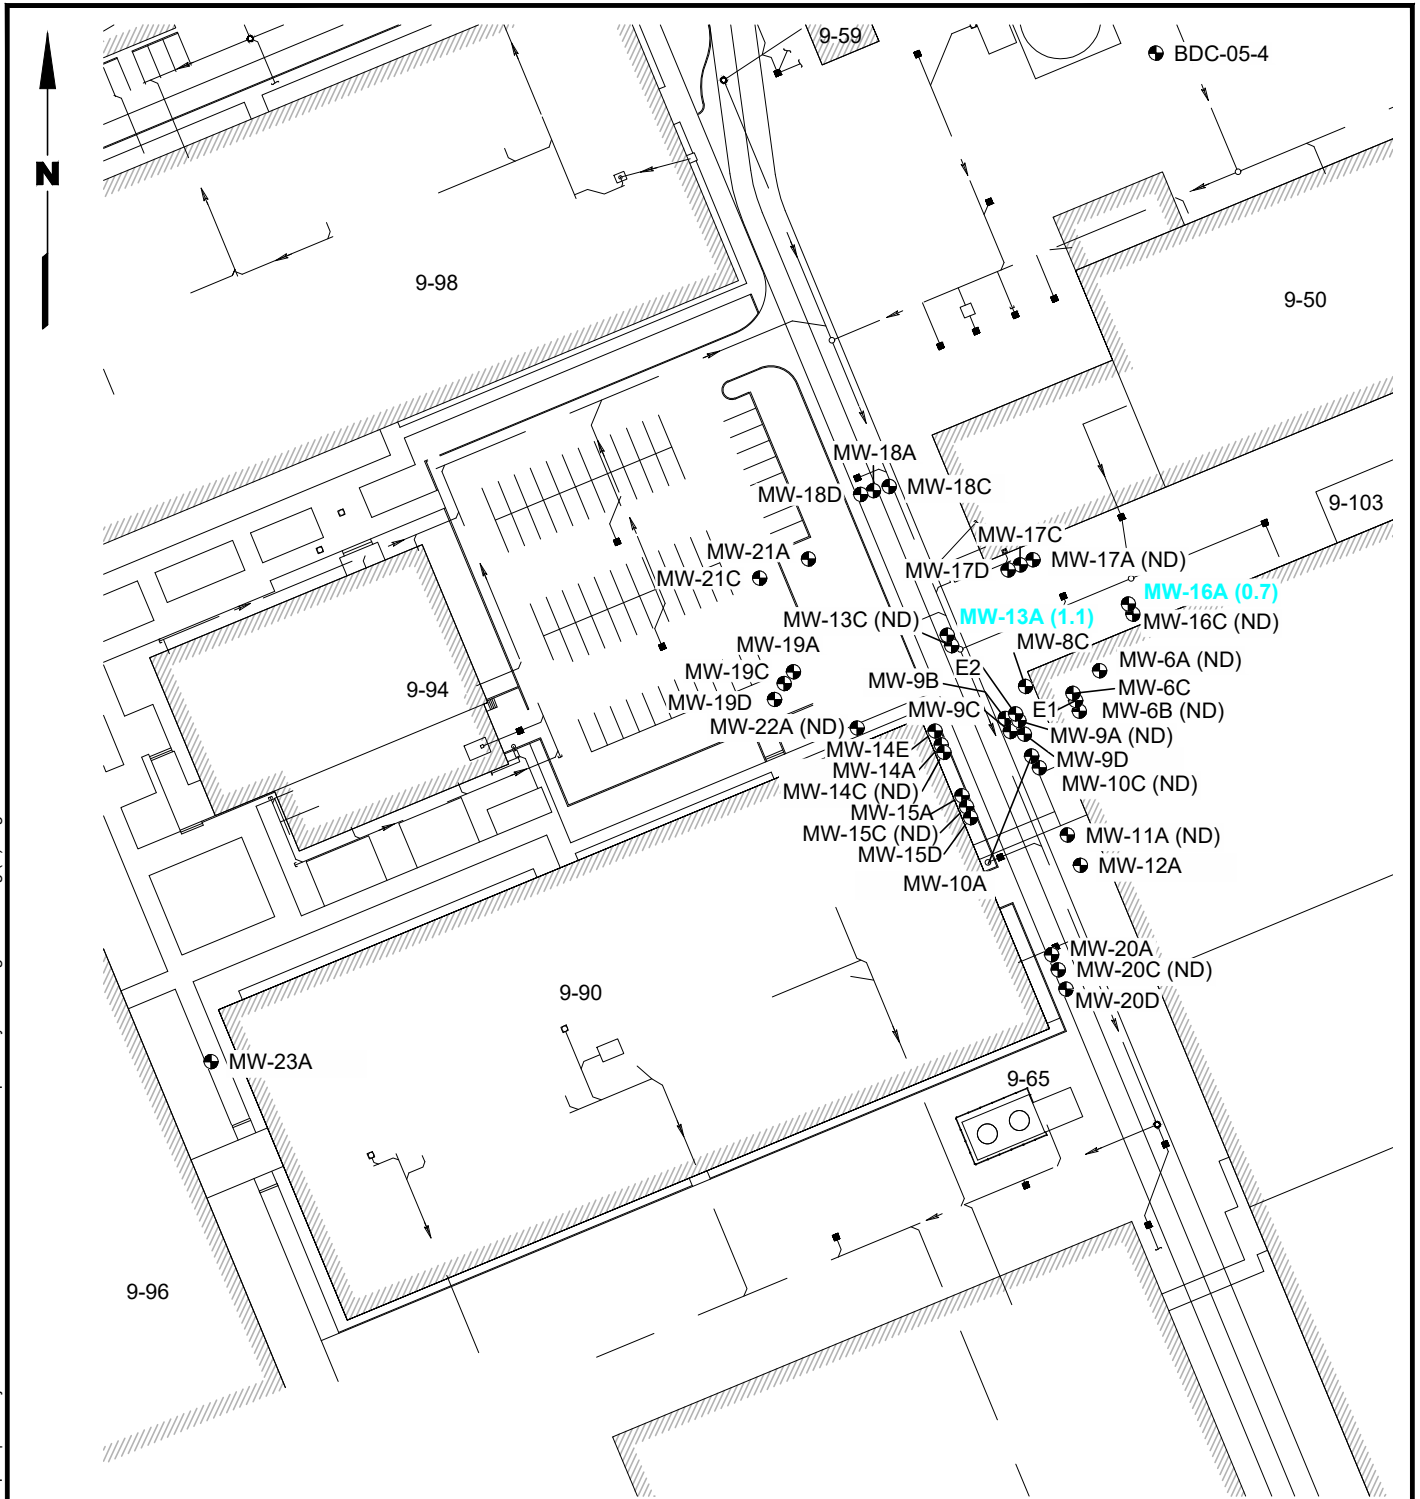 9-59
BDC-05-4
N
9-98
9-50
MW-18A
MW-18D
MW-18C
9-103
MW-17C
MW-21A
MW-17D
MW-17A (ND)
MW-21C
MW-16A (0.7)
MW-13C (ND)
MW-13A (1.1)
MW-16C (ND)
MW-19A
MW-8C
MW-19C
E2
MW-6A (ND)
9-94
MW-9B
MW-6C
MW-19D
MW-9C
E1
MW-6B (ND)
MW-22A (ND)
MW-9A (ND)
MW-14E
MW-9D
MW-14A
MW-10C (ND)
MW-14C (ND)
MW-15A
MW-15C (ND)
MW-11A (ND)
MW-15D
MW-12A
MW-10A
MW-20A
MW-20C (ND)
9-90
MW-20D
MW-23A
9-65
9-96